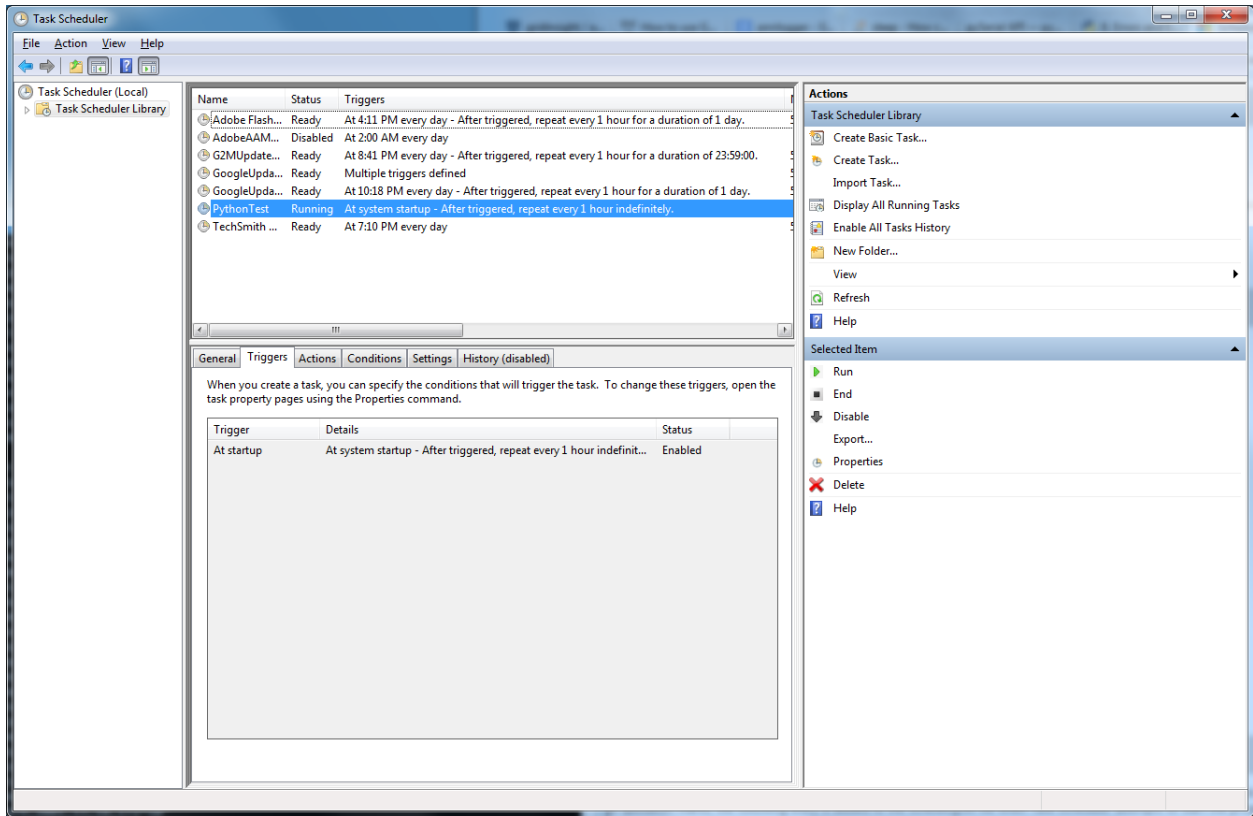 Task Scheduler
File Action View Help
Task Scheduler (Local)
Task Scheduler Library
Name Status Triggers
Adobe Flash... Ready At 4:11 PM every day - After triggered, repeat every 1 hour for a duration of 1 day.
AdobeAAM... Disabled At 2:00 AM every day
G2MUpdate... Ready At 8:41 PM every day - After triggered, repeat every 1 hour for a duration of 23:59:00.
GoogleUpda... Ready Multiple triggers defined
GoogleUpda... Ready At 10:18 PM every day - After triggered, repeat every 1 hour for a duration of 1 day.
PythonTest Running At system startup - After triggered, repeat every 1 hour indefinitely.
TechSmith ... Ready At 7:10 PM every day
General Triggers Actions Conditions Settings History (disabled)
When you create a task, you can specify the conditions that will trigger the task. To change these triggers, open the
task property pages using the Properties command.
Trigger Details Status
At startup At system startup - After triggered, repeat every 1 hour indefinit... Enabled
Actions
Task Scheduler Library
Create Basic Task...
Create Task...
Import Task...
Display All Running Tasks
Enable All Tasks History
New Folder...
View
Refresh
Help
Selected Item
Run
End
Disable
Export...
Properties
Delete
Help